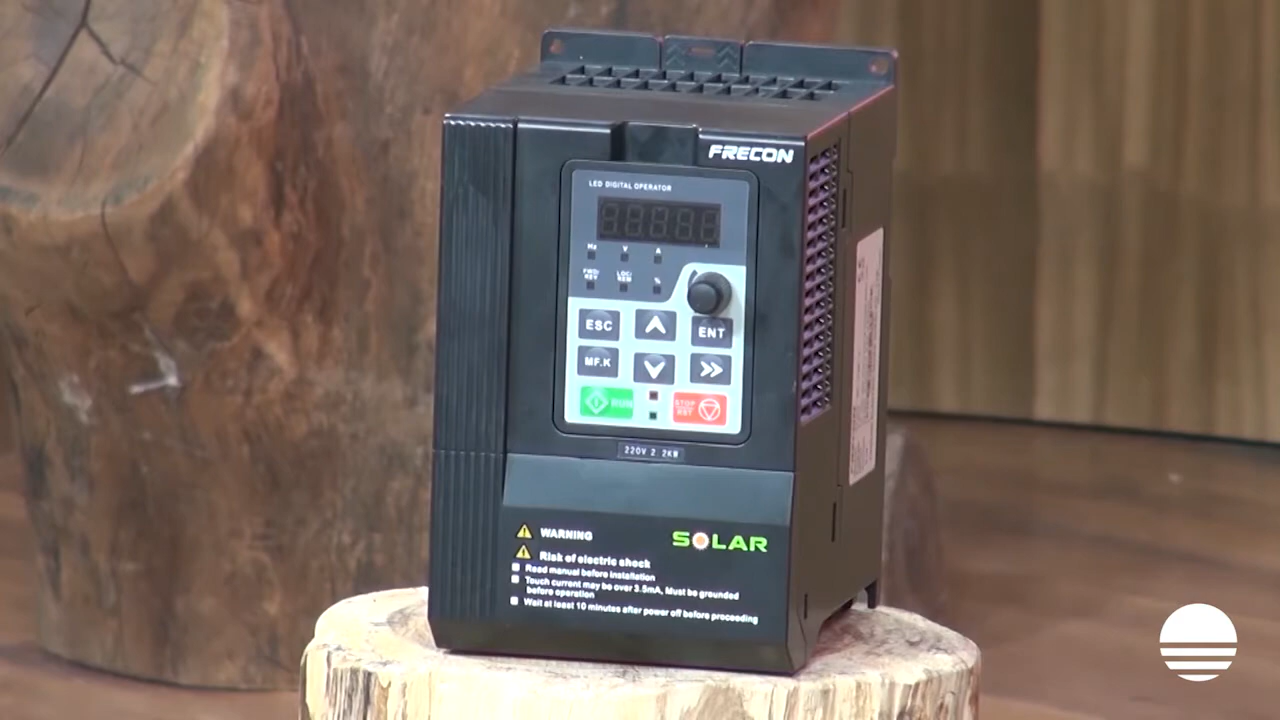 FRECON
LED DIGITAL OPERATOR
Hz V A
FWD/REV LOC/REM %
ESC
ENT
MF.K
RUN
STOP
RST
220V 2.2KW
WARNING
SOLAR
Risk of electric shock
Read manual before installation
Touch current may be over 3.5mA, Must be grounded
before operation
Wait at least 10 minutes after power off before proceeding